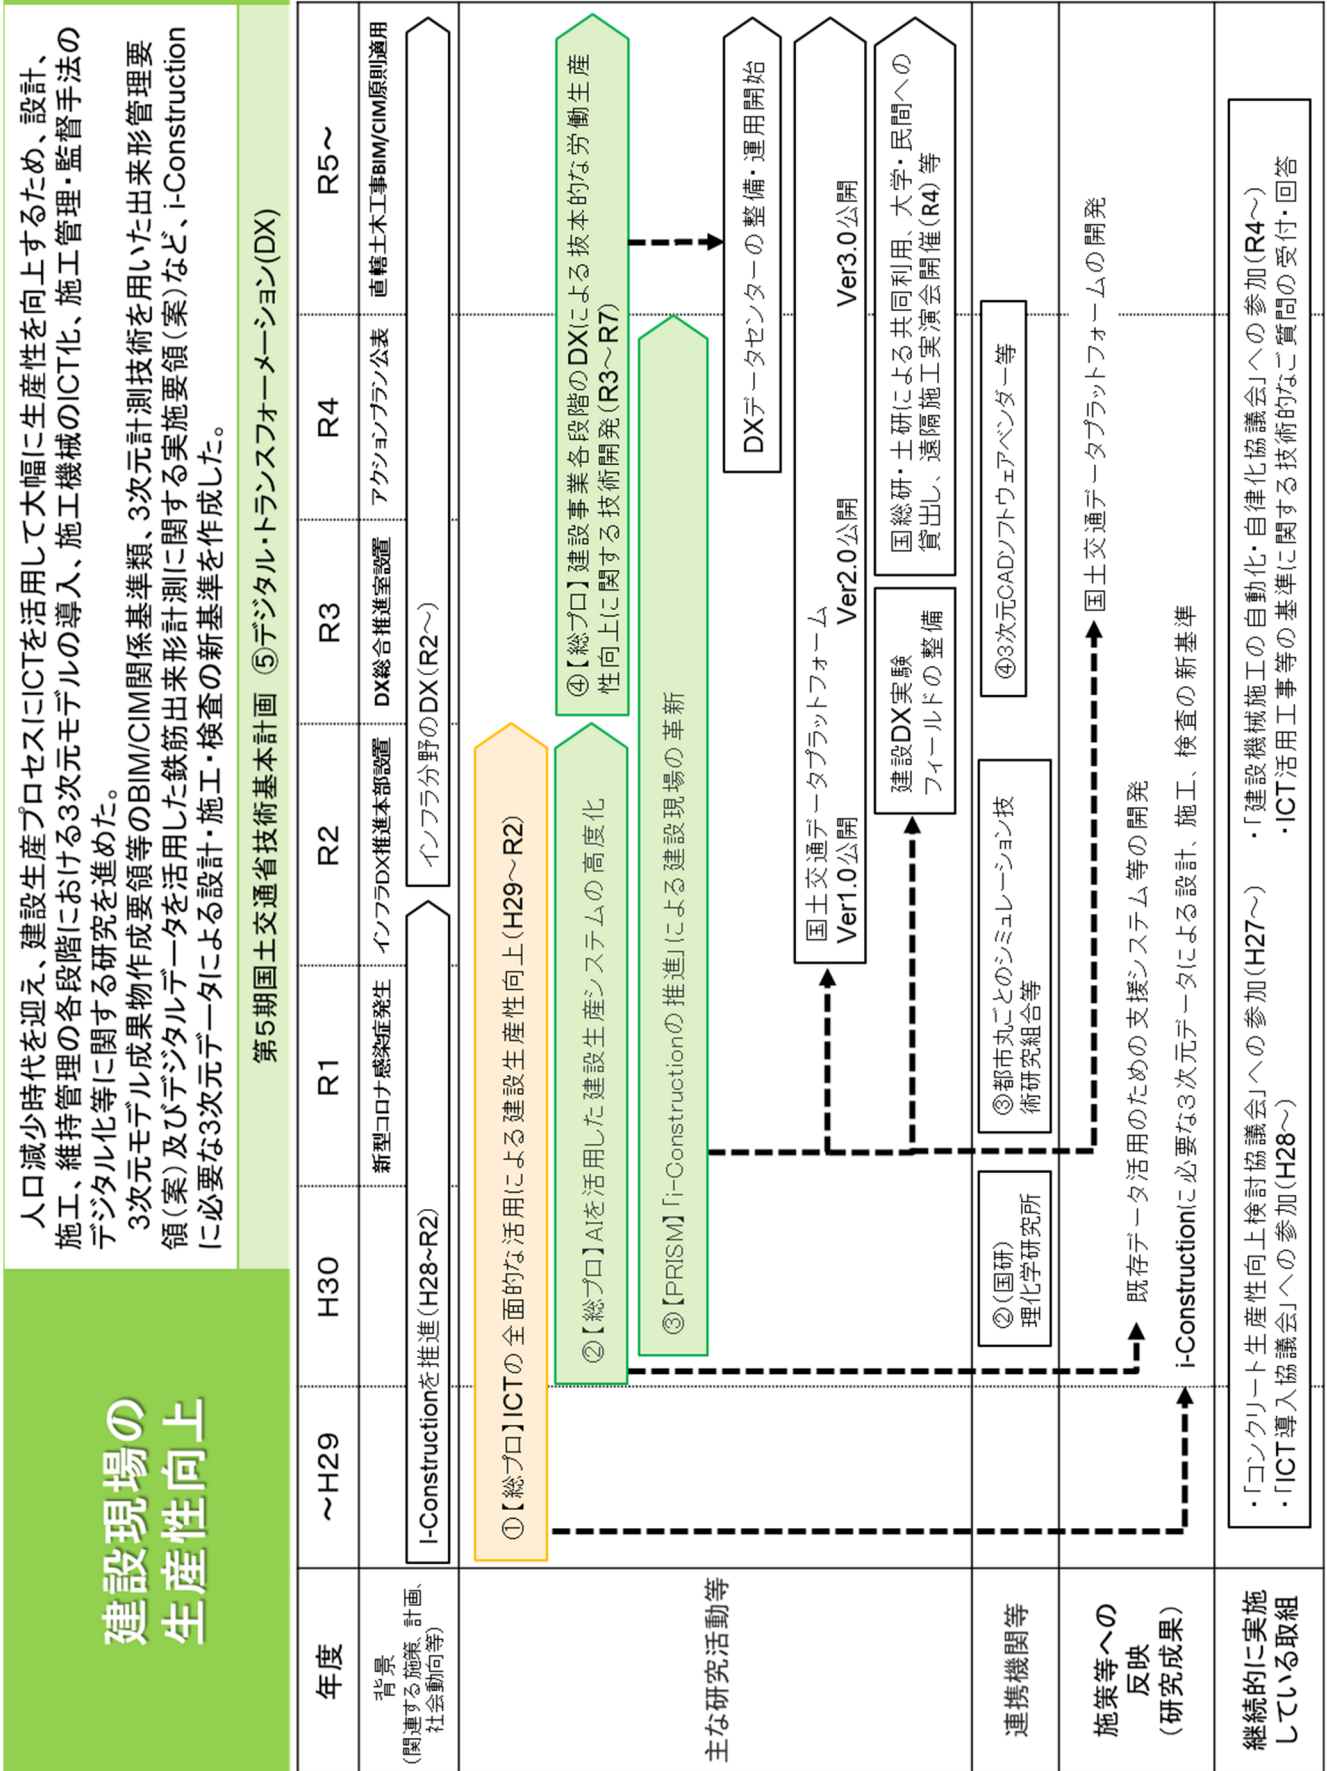 建設現場の
生産性向上
人口減少時代を迎え、建設生産プロセスにICTを活用して大幅に生産性を向上するため、設計、
施工、維持管理の各段階における3次元モデルの導入、施工機械のICT化、施工管理・監督手法の
デジタル化等に関する研究を進めた。
3次元モデル成果物作成要領等のBIM/CIM関係基準類、3次元計測技術を用いた出来形管理要
領(案)及びデジタルデータを活用した鉄筋出来形計測に関する実施要領(案)など、i-Construction
に必要な3次元データによる設計・施工・検査の新基準を作成した。
第5期国土交通省技術基本計画 ⑤デジタル・トランスフォーメーション(DX)
年度
～H29
H30
R1
R2
R3
R4
R5～
背景
(関連する施策、計画、
社会動向等)
新型コロナ感染症発生
インフラDX推進本部設置
DX総合推進室設置
アクションプラン公表
直轄土木工事BIM/CIM原則適用
I-Constructionを推進(H28~R2)
インフラ分野のDX(R2～)
主な研究活動等
①【総プロ】ICTの全面的な活用による建設生産性向上(H29～R2)
②【総プロ】AIを活用した建設生産システムの高度化
④【総プロ】建設事業各段階のDXによる抜本的な労働生産
性向上に関する技術開発(R3～R7)
③【PRISM】「i-Constructionの推進」による建設現場の革新
DXデータセンターの整備・運用開始
国土交通データプラットフォーム
Ver1.0公開
Ver2.0公開
Ver3.0公開
建設DX実験
フィールドの整備
国総研・土研による共同利用、大学・民間への
貸出し、遠隔施工実演会開催(R4)等
連携機関等
②(国研)
理化学研究所
③都市丸ごとのシミュレーション技
術研究組合等
④3次元CADソフトウェアベンダー等
施策等への
反映
(研究成果)
国土交通データプラットフォームの開発
既存データ活用のための支援システム等の開発
i-Constructionに必要な3次元データによる設計、施工、検査の新基準
継続的に実施
している取組
・「コンクリート生産性向上検討協議会」への参加(H27～)
・「ICT導入協議会」への参加(H28～)
・「建設機械施工の自動化・自律化協議会」への参加(R4～)
・ICT活用工事等の基準に関する技術的なご質問の受付・回答